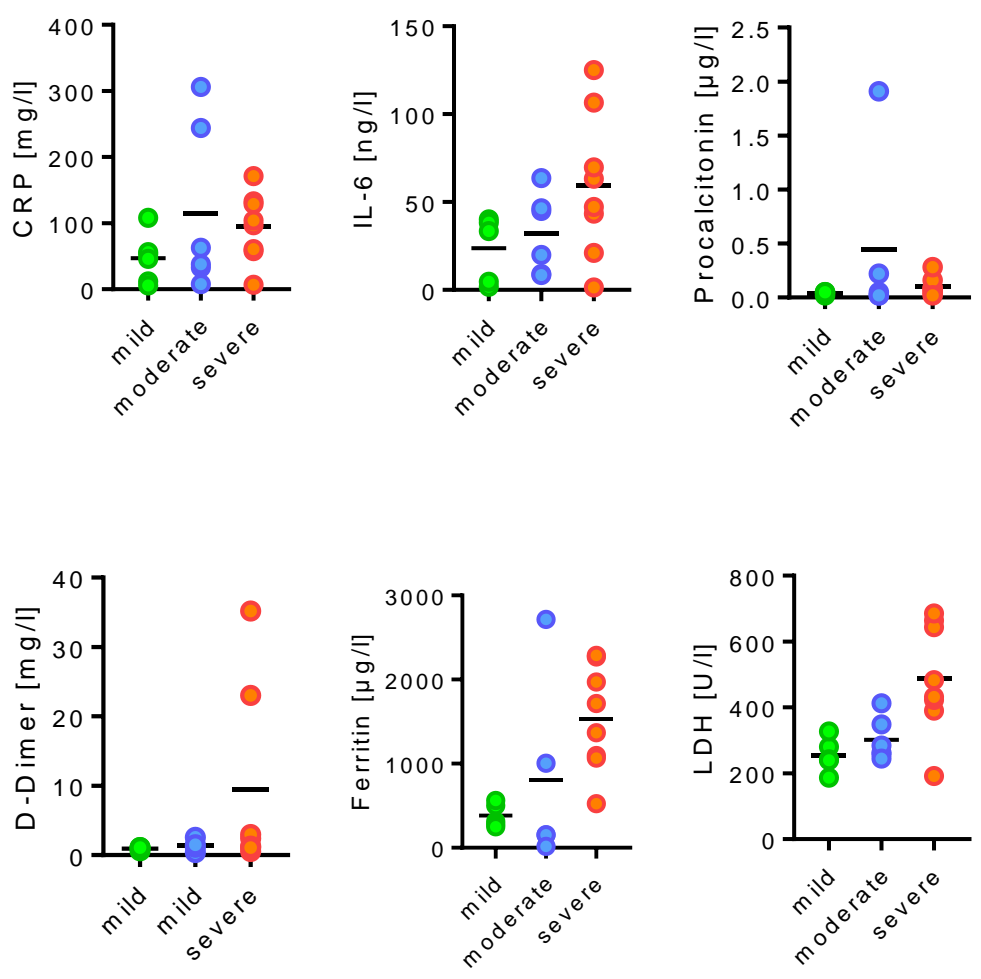 CRP [mg/l]
400
300
200
100
0
mild
moderate
severe
IL-6 [ng/l]
150
100
50
0
mild
moderate
severe
Procalcitonin [µg/l]
2.5
2.0
1.5
1.0
0.5
0.0
mild
moderate
severe
D-Dimer [mg/l]
40
30
20
10
0
mild
mild
severe
Ferritin [µg/l]
3000
2000
1000
0
mild
moderate
severe
LDH [U/l]
800
600
400
200
0
mild
moderate
severe